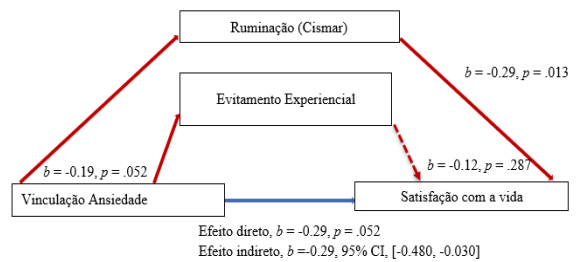 Ruminação (Cismar)
b = -0.29, p = .013
Evitamento Experiencial
b = -0.19, p = .052
b = -0.12, p = .287
Vinculação Ansiedade
Satisfação com a vida
Efeito direto, b = -0.29, p = .052
Efeito indireto, b =-0.29, 95% CI, [-0.480, -0.030]